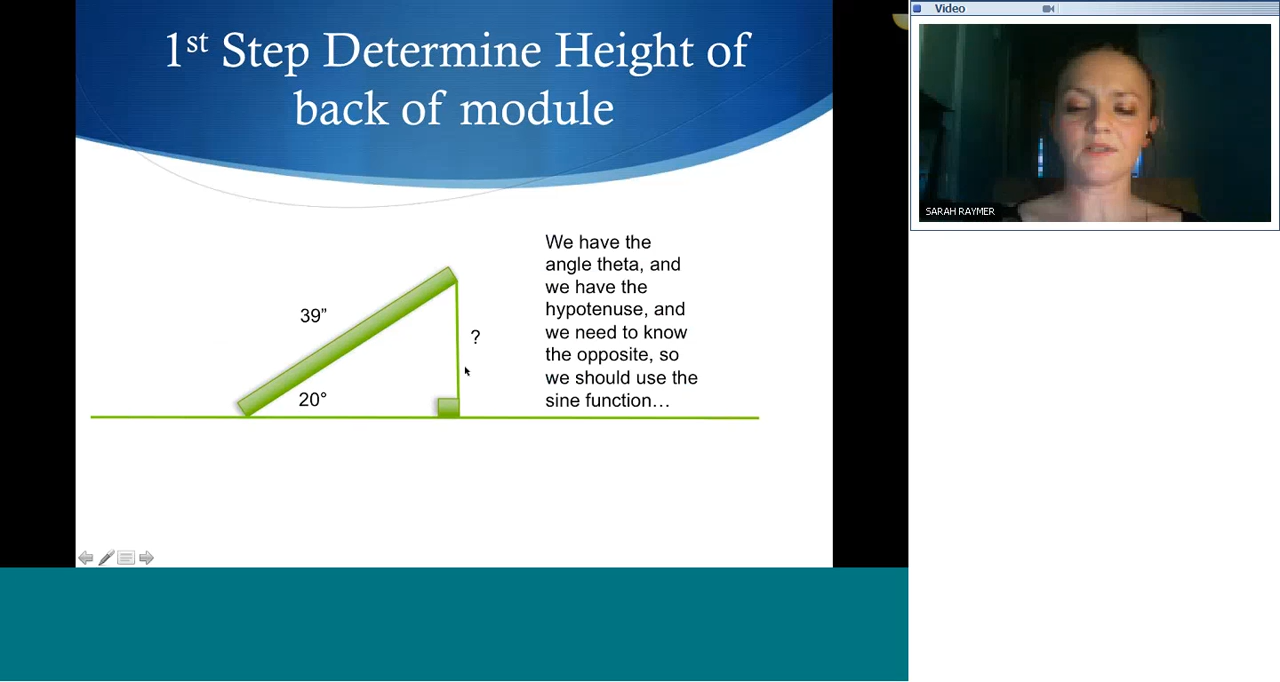 1st Step Determine Height of
back of module
39”
?
20°
We have the
angle theta, and
we have the
hypotenuse, and
we need to know
the opposite, so
we should use the
sine function…
Video
SARAH RAYMER